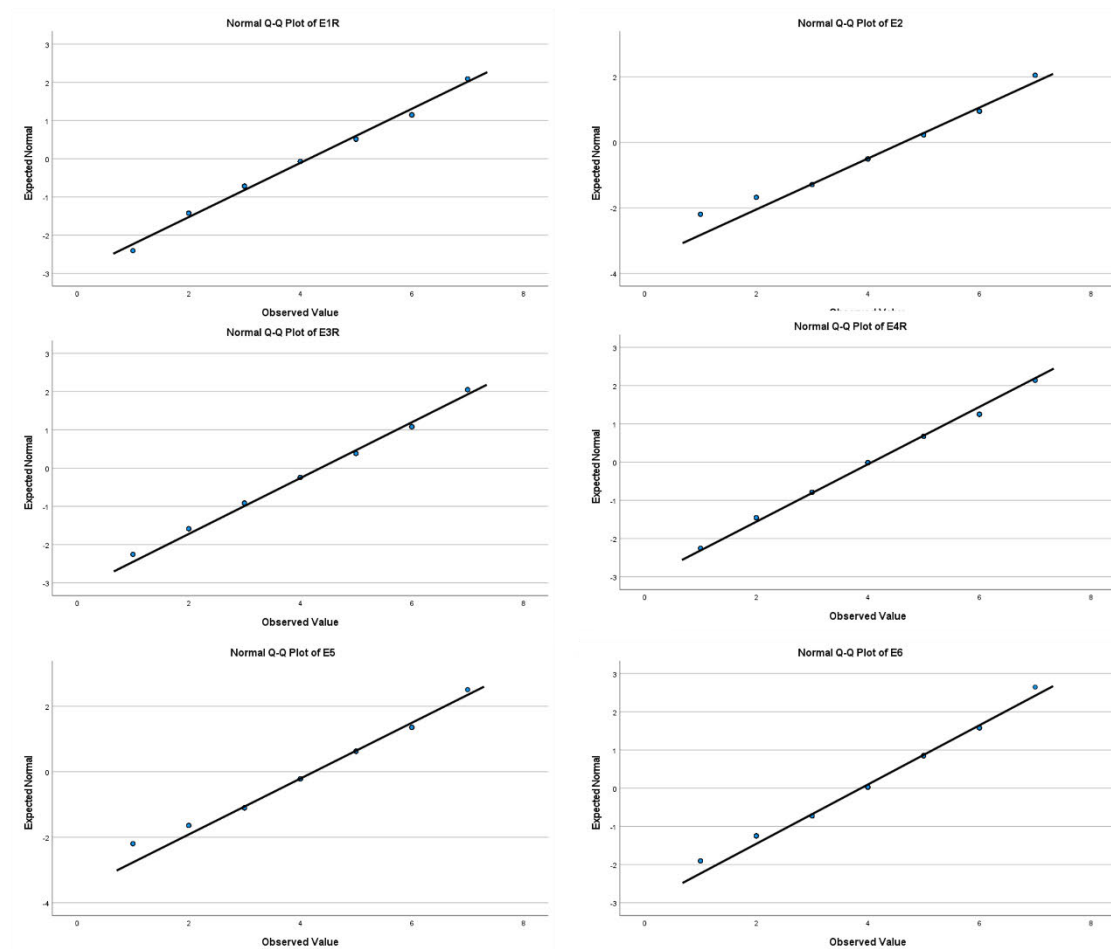 Normal Q-Q Plot of E1R
Expected Normal
3
2
1
0
-1
-2
-3
0 2 4 6 8
Observed Value
Normal Q-Q Plot of E2
Expected Normal
2
0
-2
-4
0 2 4 6 8
Normal Q-Q Plot of E3R
Expected Normal
3
2
1
0
-1
-2
-3
0 2 4 6 8
Observed Value
Normal Q-Q Plot of E4R
Expected Normal
3
2
1
0
-1
-2
-3
0 2 4 6 8
Observed Value
Normal Q-Q Plot of E5
Expected Normal
2
0
-2
-4
0 2 4 6 8
Observed Value
Normal Q-Q Plot of E6
Expected Normal
3
2
1
0
-1
-2
-3
0 2 4 6 8
Observed Value